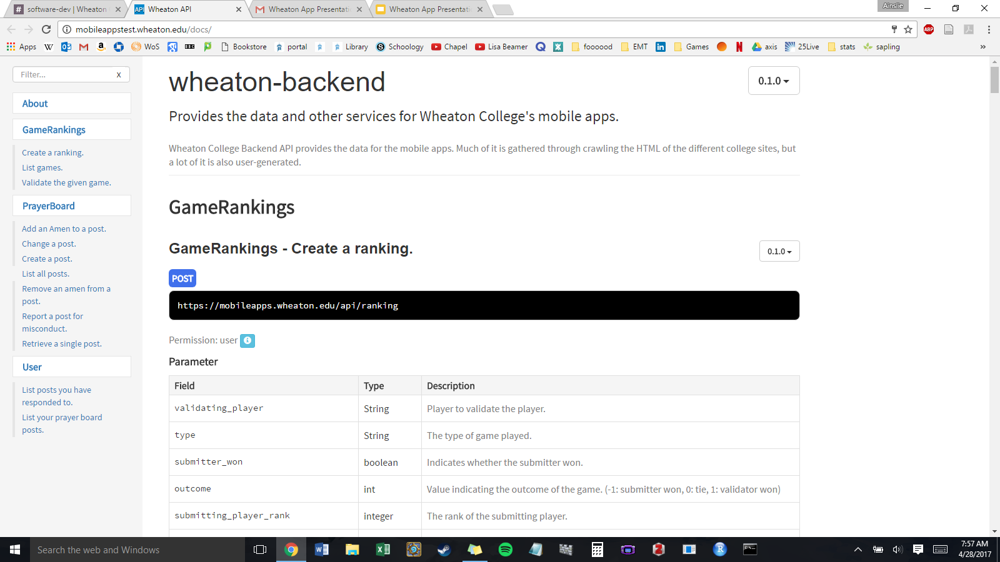 software-dev | Wheaton
Wheaton API
Wheaton App Presentati
Wheaton App Presentati
Ainslie
mobileappstest.wheaton.edu/docs/
ABP
Apps
WoS
BBC
Bookstore
portal
Library
Schoology
Chapel
Lisa Beamer
foooood
EMT
Games
axis
25Live
stats
sapling
»
Filter...
x
About
GameRankings
Create a ranking.
List games.
Validate the given game.
PrayerBoard
Add an Amen to a post.
Change a post.
Create a post.
List all posts.
Remove an amen from a
post.
Report a post for
misconduct.
Retrieve a single post.
User
List posts you have
responded to.
List your prayer board
posts.
wheaton-backend
0.1.0
Provides the data and other services for Wheaton College's mobile apps.
Wheaton College Backend API provides the data for the mobile apps. Much of it is gathered through crawling the HTML of the different college sites, but
a lot of it is also user-generated.
GameRankings
GameRankings - Create a ranking.
0.1.0
POST
https://mobileapps.wheaton.edu/api/ranking
Permission: user
Parameter
Field Type Description
validating_player String Player to validate the player.
type String The type of game played.
submitter_won boolean Indicates whether the submitter won.
outcome int Value indicating the outcome of the game. (-1: submitter won, 0: tie, 1: validator won)
submitting_player_rank integer The rank of the submitting player.
Search the web and Windows
7:57 AM
4/28/2017